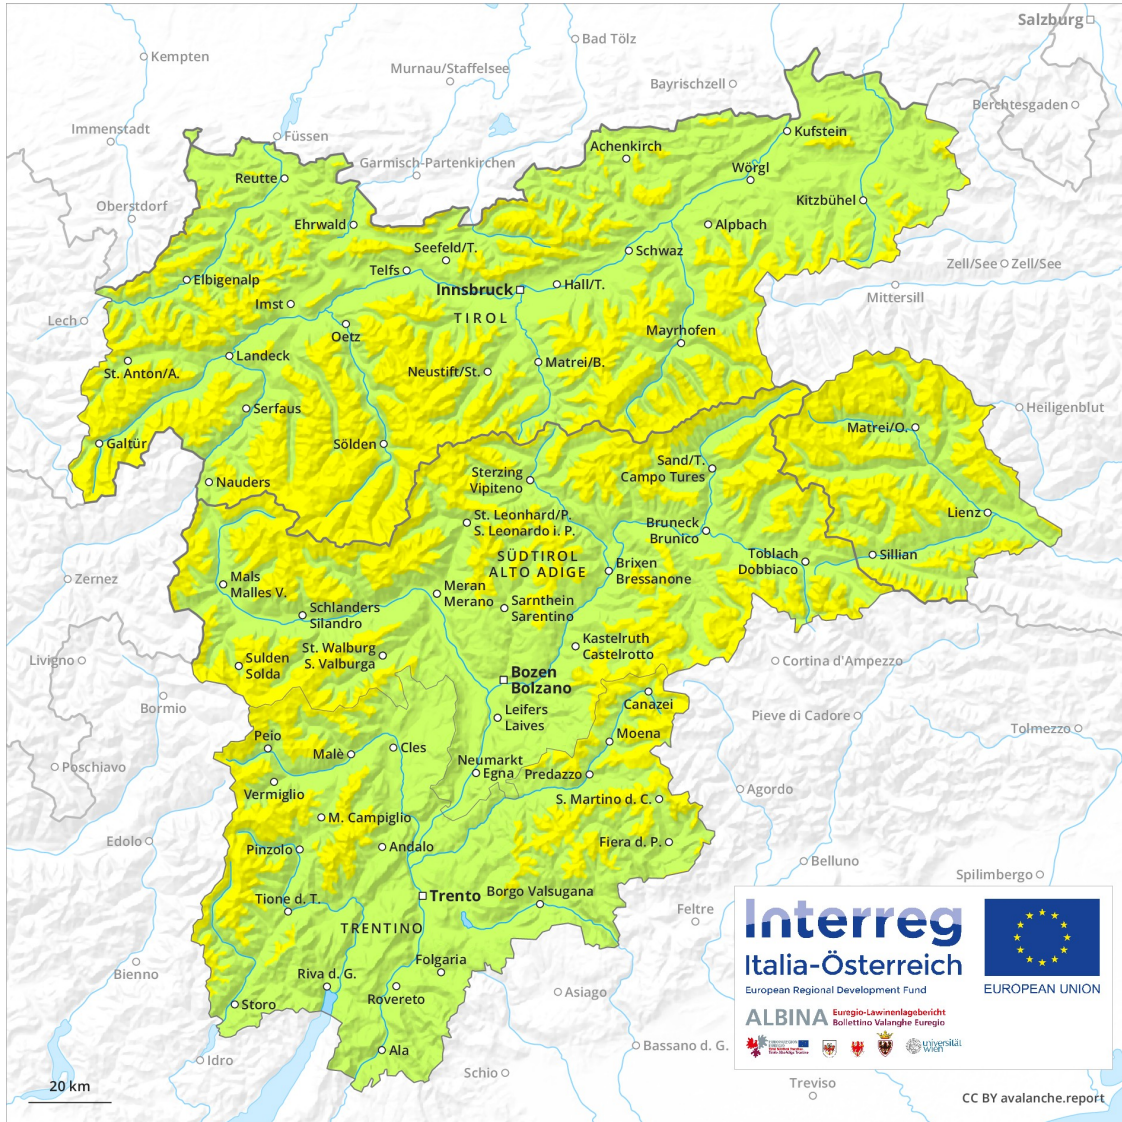 Salzburg
Bad Tölz
Kempten
Murnau/Staffelsee
Bayrischzell
Berchtesgaden
Immenstadt
Füssen
Kufstein
Achenkirch
Garmisch-Partenkirchen
Wörgl
Reutte
Oberstdorf
Kitzbühel
Ehrwald
Alpbach
Seefeld/T.
Schwaz
Telfs
Zell/See
Zell/See
Elbigenalp
Innsbruck
Hall/T.
Mittersill
Imst
Lech
TIROL
Oetz
Mayrhofen
Landeck
Matrei/B.
St. Anton/A.
Neustift/St.
Serfaus
Heiligenblut
Matrei/O.
Galtür
Sölden
Sand/T.
Campo Tures
Sterzing
Vipiteno
Nauders
Lienz
St. Leonhard/P.
S. Leonardo i. P.
Bruneck
Brunico
SÜDTIROL
ALTO ADIGE
Toblach
Dobbiaco
Sillian
Brixen
Bressanone
Zernez
Mals
Malles V.
Meran
Merano
Sarnthein
Sarentino
Schlanders
Silandro
Kastelruth
Castelrotto
St. Walburg
S. Valburga
Livigno
Sulden
Solda
Cortina d'Ampezzo
Bozen
Bolzano
Bormio
Canazei
Leifers
Laives
Pieve di Cadore
Tolmezzo
Peio
Moena
Malè
Cles
Neumarkt
Egna
Predazzo
Poschiavo
Vermiglio
Agordo
S. Martino d. C.
M. Campiglio
Edolo
Pinzolo
Andalo
Fiera d. P.
Belluno
Spilimbergo
Trento
Borgo Valsugana
Tione d. T.
Feltre
TRENTINO
Folgaria
Bienno
Riva d. G.
Asiago
Rovereto
Storo
Bassano d. G.
Ala
Idro
Schio
Treviso
20 km
Interreg
Italia-Österreich
European Regional Development Fund
EUROPEAN UNION
ALBINA
Euregio-Lawinenlagebericht
Bollettino Valanghe Euregio
universität
wien
CC BY avalanche.report